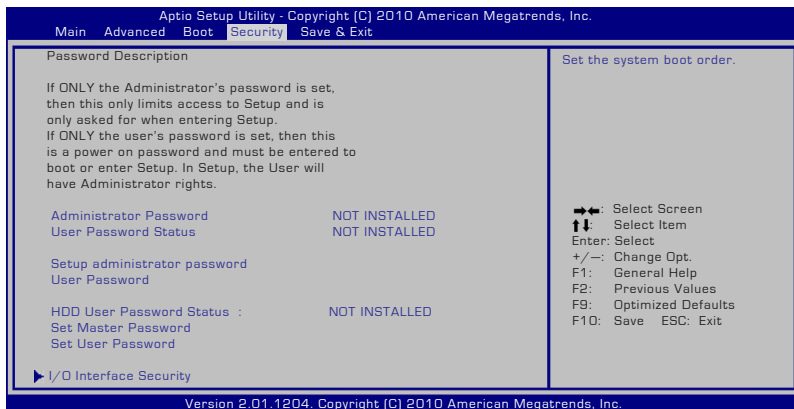 Aptio Setup Utility - Copyright (C) 2010 American Megatrends, Inc.
Main Advanced Boot Security Save & Exit
Password Description
If ONLY the Administrator's password is set,
then this only limits access to Setup and is
only asked for when entering Setup.
If ONLY the user's password is set, then this
is a power on password and must be entered to
boot or enter Setup. In Setup, the User will
have Administrator rights.
Administrator Password NOT INSTALLED
User Password Status NOT INSTALLED
Setup administrator password
User Password
HDD User Password Status : NOT INSTALLED
Set Master Password
Set User Password
I/O Interface Security
Set the system boot order.
→←: Select Screen
↑↓: Select Item
Enter: Select
+/—: Change Opt.
F1: General Help
F2: Previous Values
F9: Optimized Defaults
F10: Save ESC: Exit
Version 2.01.1204. Copyright (C) 2010 American Megatrends, Inc.